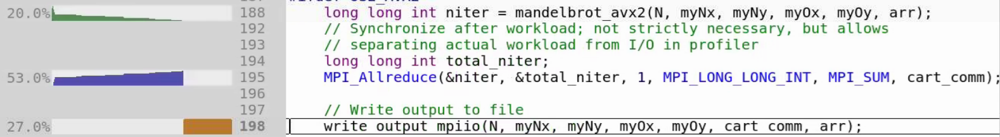 20.0% 188 long long int niter = mandelbrot_avx2(N, myNx, myNy, myOx, myOy, arr);
192 // Synchronize after workload; not strictly necessary, but allows
193 // separating actual workload from I/O in profiler
194 long long int total_niter;
53.0% 195 MPI_Allreduce(&niter, &total_niter, 1, MPI_LONG_LONG_INT, MPI_SUM, cart_comm);
196
197 // Write output to file
27.0% 198 write output mpiio(N, myNx, myNy, myOx, myOy, cart comm, arr);